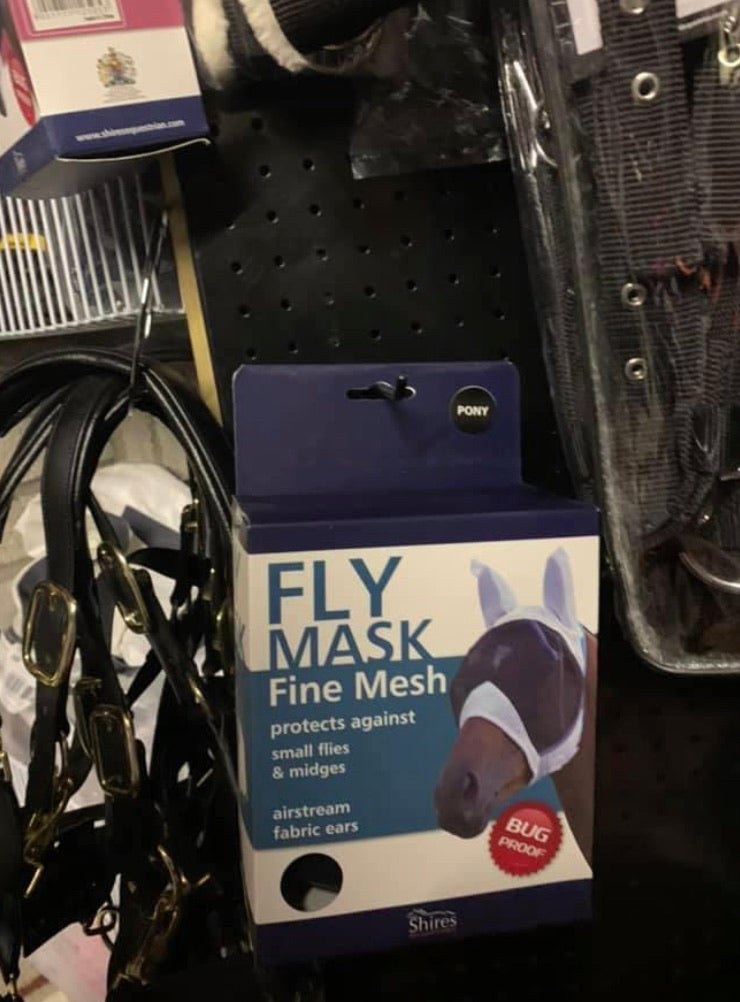 www.shiresequestrian.com
PONY
FLY
MASK
Fine Mesh
protects against
small flies
& midges
airstream
fabric ears
BUG
PROOF
Shires